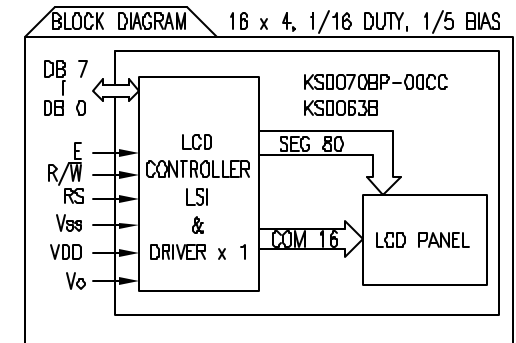 BLOCK DIAGRAM 16 x 4, 1/16 DUTY, 1/5 BIAS
DB 7
DB 0
E
R/W̅
RS
Vss
VDD
Vo
LCD
CONTROLLER
LSI
&
DRIVER x 1
KS0070BP-00CC
KS0063B
SEG 80
COM 16
LCD PANEL